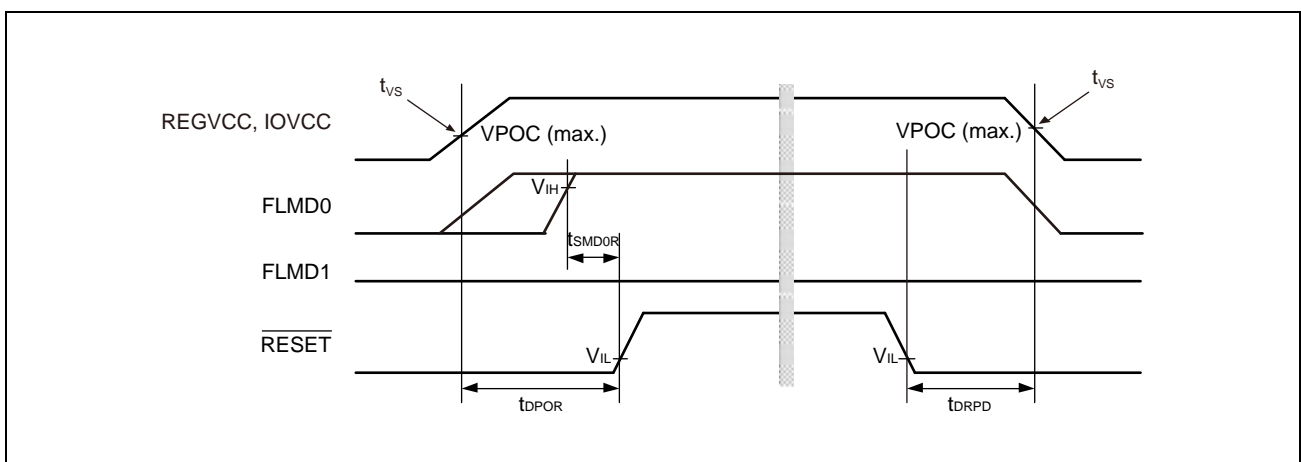 tVS
tVS
REGVCC, IOVCC
VPOC (max.)
VPOC (max.)
VIH
FLMD0
tSMD0R
FLMD1
RESET
VIL
VIL
tDPOR
tDRPD